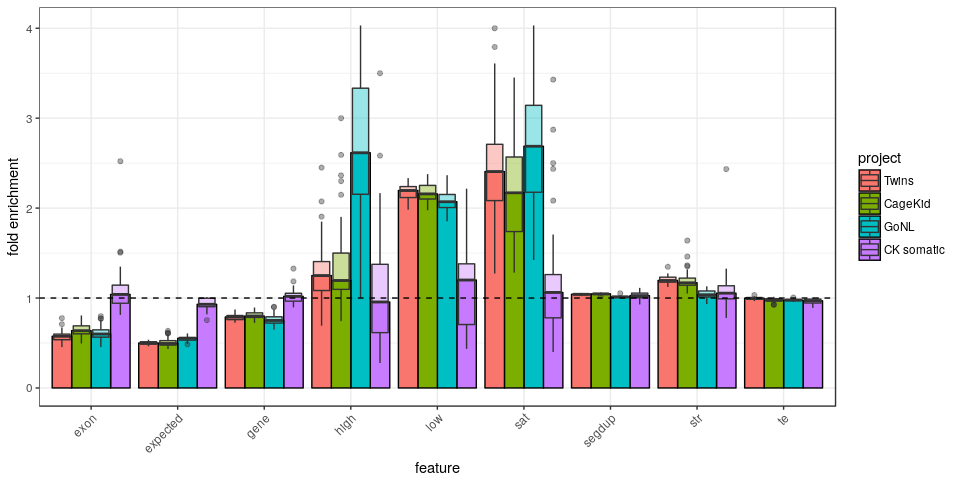 fold enrichment
4
3
2
1
0
exon
expected
gene
high
low
sat
segdup
str
te
feature
project
Twins
CageKid
GoNL
CK somatic